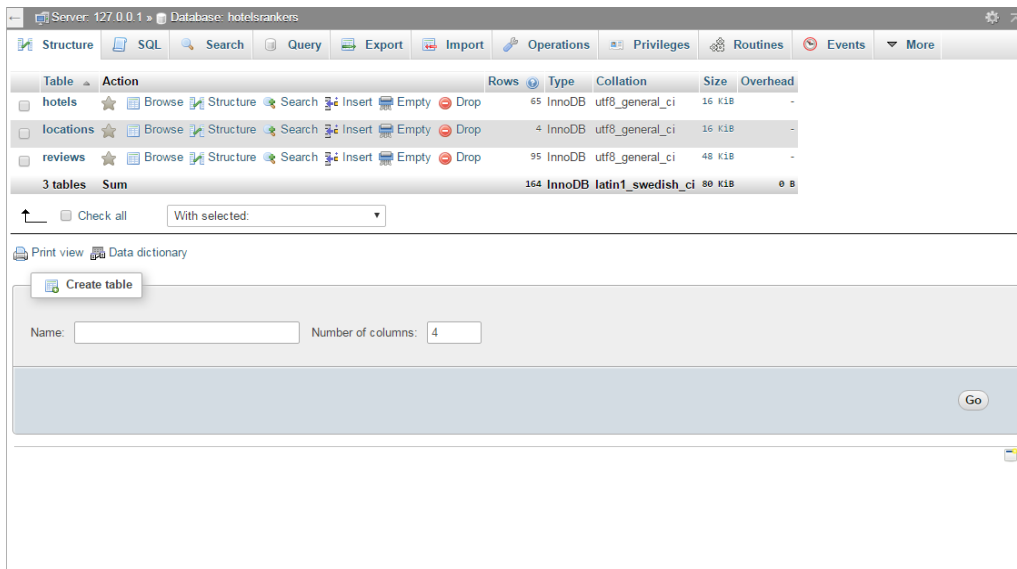 Server: 127.0.0.1 » Database: hotelsrankers
Structure SQL Search Query Export Import Operations Privileges Routines Events More
Table Action Rows Type Collation Size Overhead
hotels Browse Structure Search Insert Empty Drop 65 InnoDB utf8_general_ci 16 KiB -
locations Browse Structure Search Insert Empty Drop 4 InnoDB utf8_general_ci 16 KiB -
reviews Browse Structure Search Insert Empty Drop 95 InnoDB utf8_general_ci 48 KiB -
3 tables Sum 164 InnoDB latin1_swedish_ci 80 KiB 0 B
Check all With selected:
Print view Data dictionary
Create table
Name: Number of columns: 4
Go